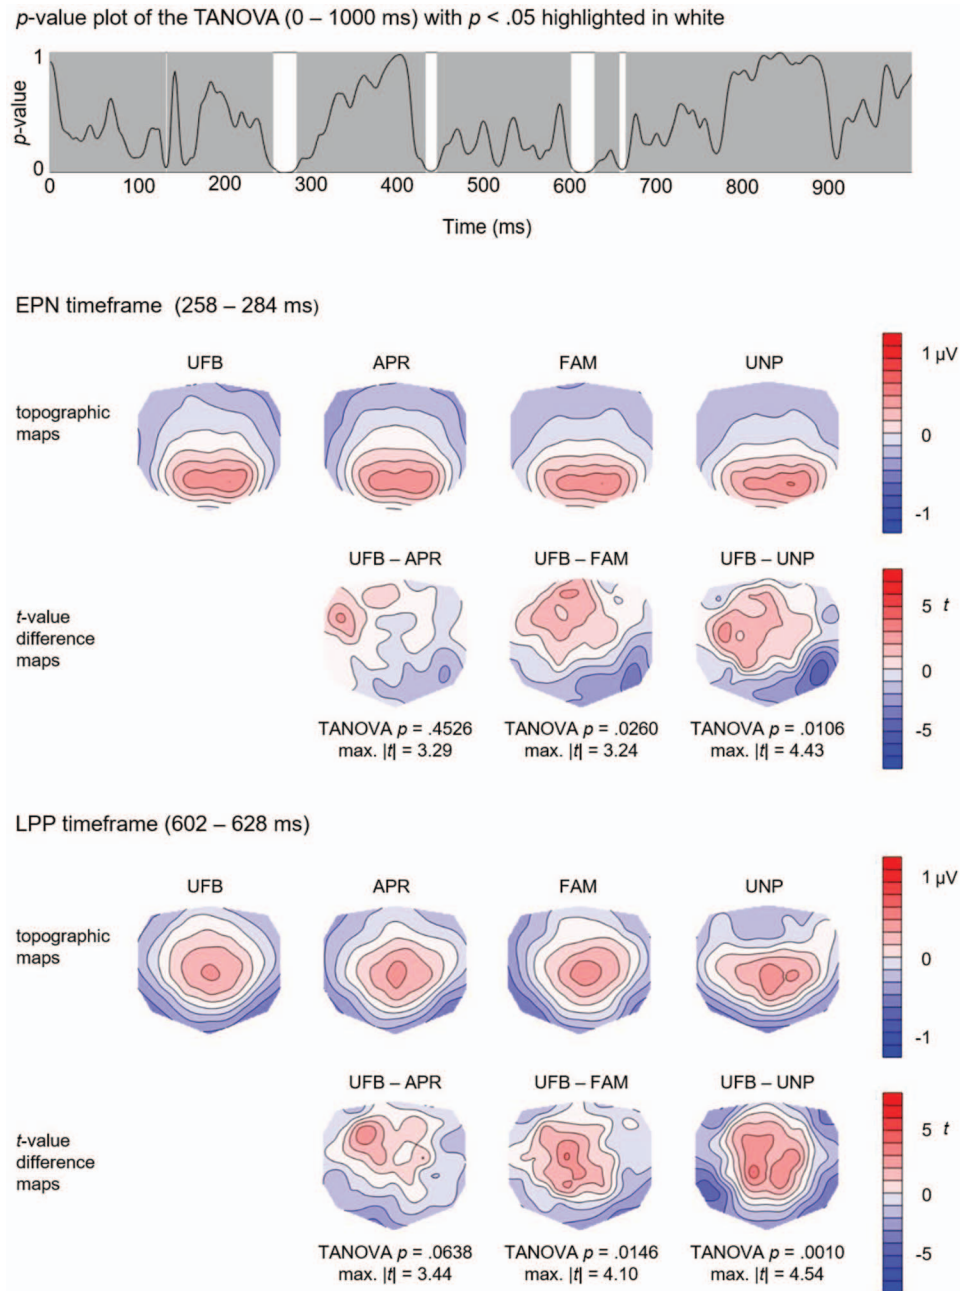 p-value plot of the TANOVA (0 – 1000 ms) with p < .05 highlighted in white
1
p-value
0
0 100 200 300 400 500 600 700 800 900
Time (ms)
EPN timeframe (258 – 284 ms)
UFB APR FAM UNP
topographic
maps
1 µV
0
-1
UFB – APR UFB – FAM UFB – UNP
t-value
difference
maps
5 t
0
-5
TANOVA p = .4526 TANOVA p = .0260 TANOVA p = .0106
max. |t| = 3.29 max. |t| = 3.24 max. |t| = 4.43
LPP timeframe (602 – 628 ms)
UFB APR FAM UNP
topographic
maps
1 µV
0
-1
UFB – APR UFB – FAM UFB – UNP
t-value
difference
maps
5 t
0
-5
TANOVA p = .0638 TANOVA p = .0146 TANOVA p = .0010
max. |t| = 3.44 max. |t| = 4.10 max. |t| = 4.54